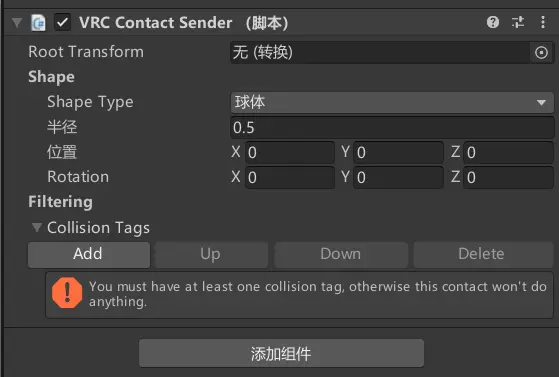 VRC Contact Sender （脚本）
Root Transform 无 (转换)
Shape
Shape Type 球体
半径 0.5
位置 X 0 Y 0 Z 0
Rotation X 0 Y 0 Z 0
Filtering
Collision Tags
Add Up Down Delete
You must have at least one collision tag, otherwise this contact won't do
anything.
添加组件